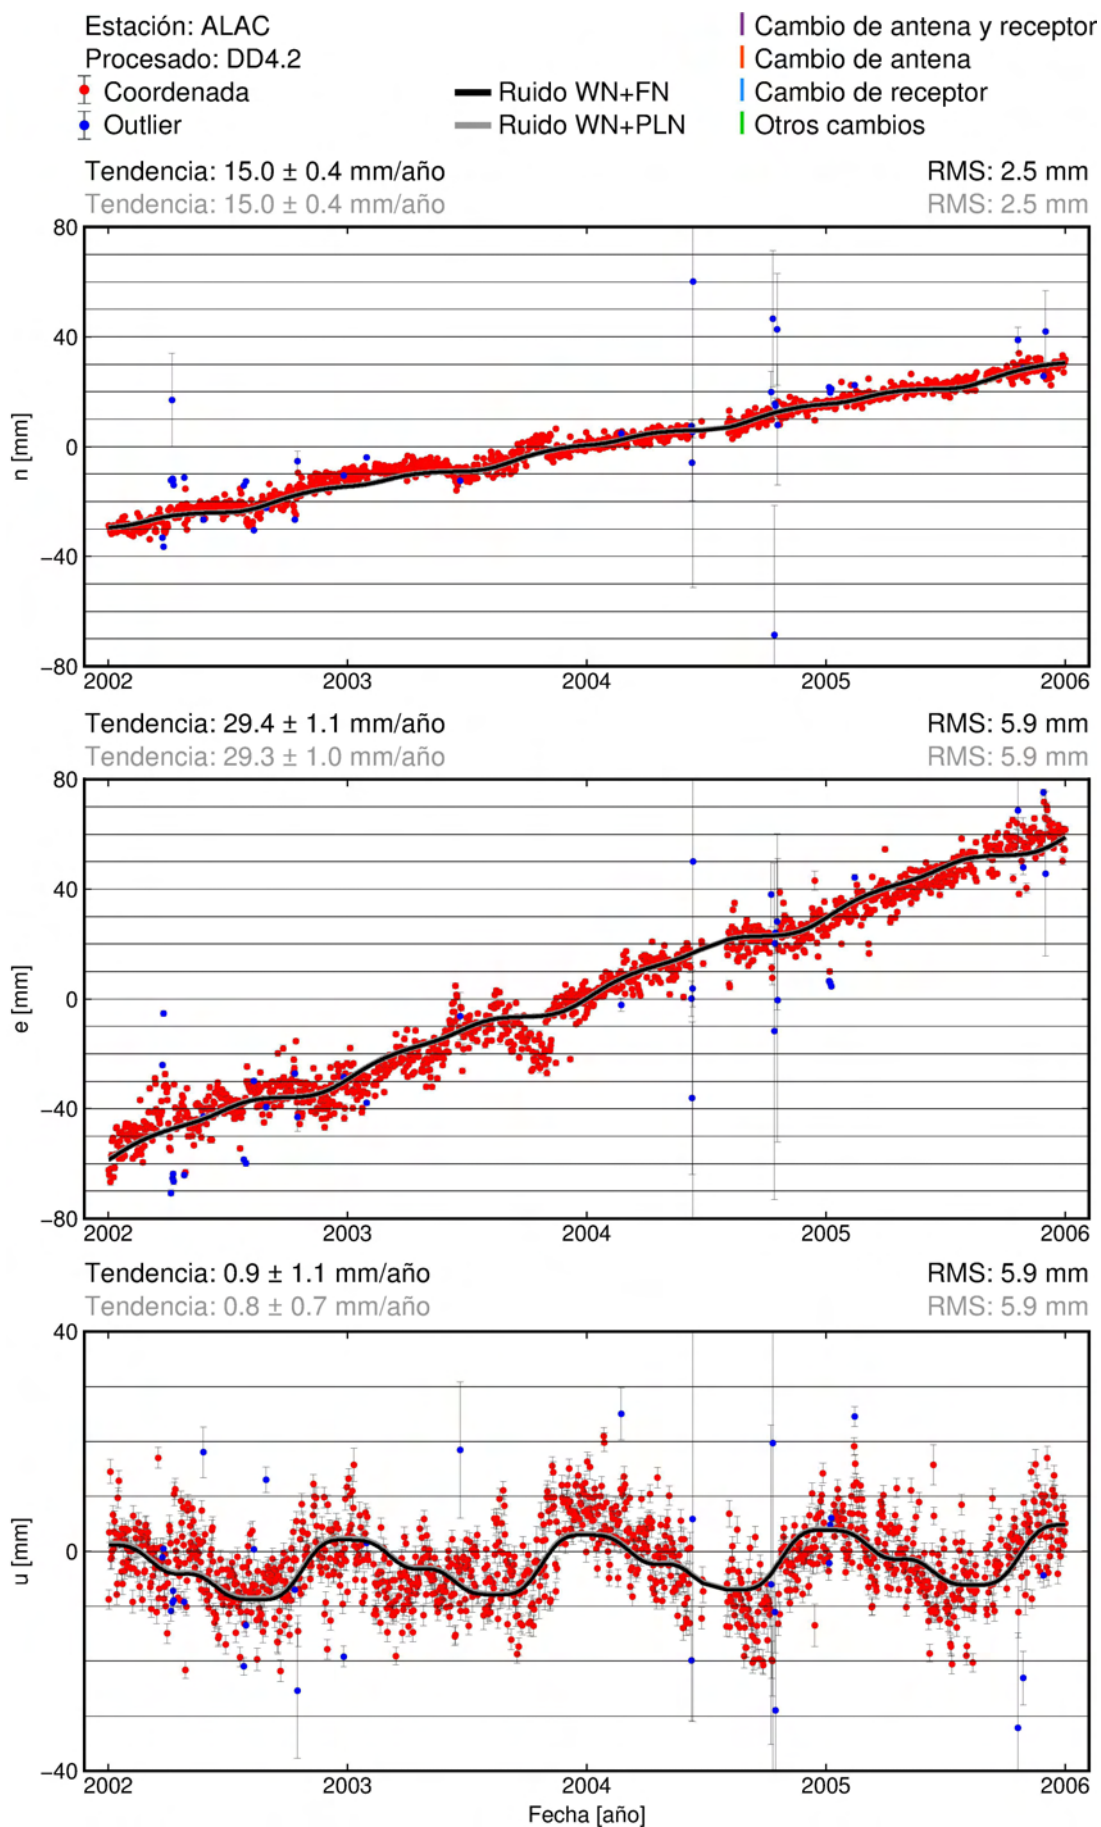 Estación: ALAC
Procesado: DD4.2
Coordenada
Outlier
Ruido WN+FN
Ruido WN+PLN
Cambio de antena y receptor
Cambio de antena
Cambio de receptor
Otros cambios
Tendencia: 15.0 ± 0.4 mm/año RMS: 2.5 mm
Tendencia: 15.0 ± 0.4 mm/año RMS: 2.5 mm
80
40
0
−40
−80
n [mm]
2002 2003 2004 2005 2006
Tendencia: 29.4 ± 1.1 mm/año RMS: 5.9 mm
Tendencia: 29.3 ± 1.0 mm/año RMS: 5.9 mm
80
40
0
−40
−80
e [mm]
2002 2003 2004 2005 2006
Tendencia: 0.9 ± 1.1 mm/año RMS: 5.9 mm
Tendencia: 0.8 ± 0.7 mm/año RMS: 5.9 mm
40
0
−40
u [mm]
2002 2003 2004 2005 2006
Fecha [año]